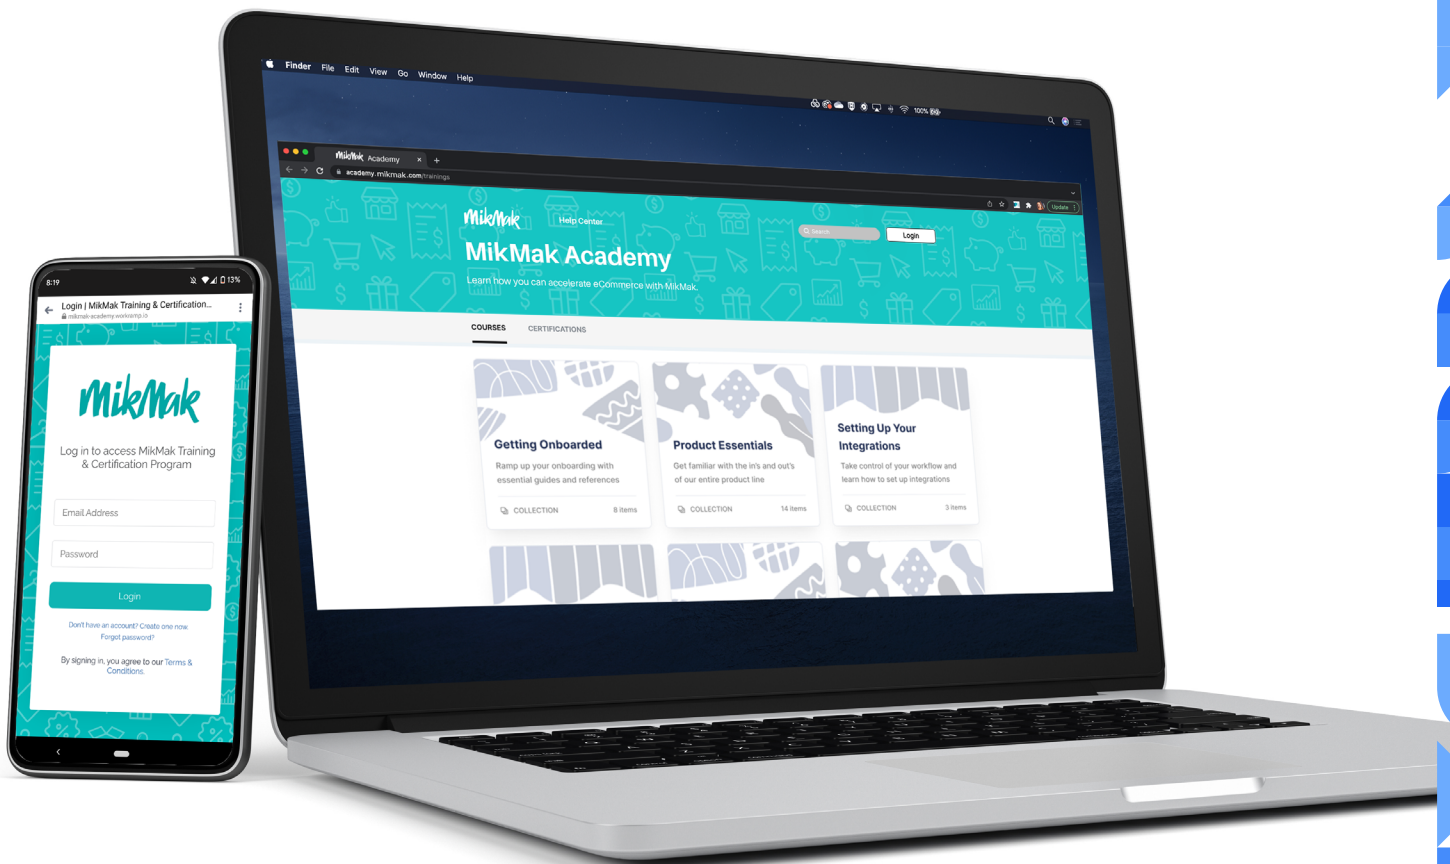 8:19
13%
Login | MikMak Training & Certification...
mikmak-academy.workramp.io
MikMak
Log in to access MikMak Training
& Certification Program
Email Address
Password
Login
Don't have an account? Create one now.
Forgot password?
By signing in, you agree to our Terms &
Conditions.
Finder File Edit View Go Window Help
100%
MikMak Academy × +
academy.mikmak.com/trainings
Update
MikMak
Help Center
Search
Login
MikMak Academy
Learn how you can accelerate eCommerce with MikMak.
COURSES
CERTIFICATIONS
Getting Onboarded
Ramp up your onboarding with
essential guides and references
COLLECTION
8 items
Product Essentials
Get familiar with the in's and out's
of our entire product line
COLLECTION
14 items
Setting Up Your
Integrations
Take control of your workflow and
learn how to set up integrations
COLLECTION
3 items